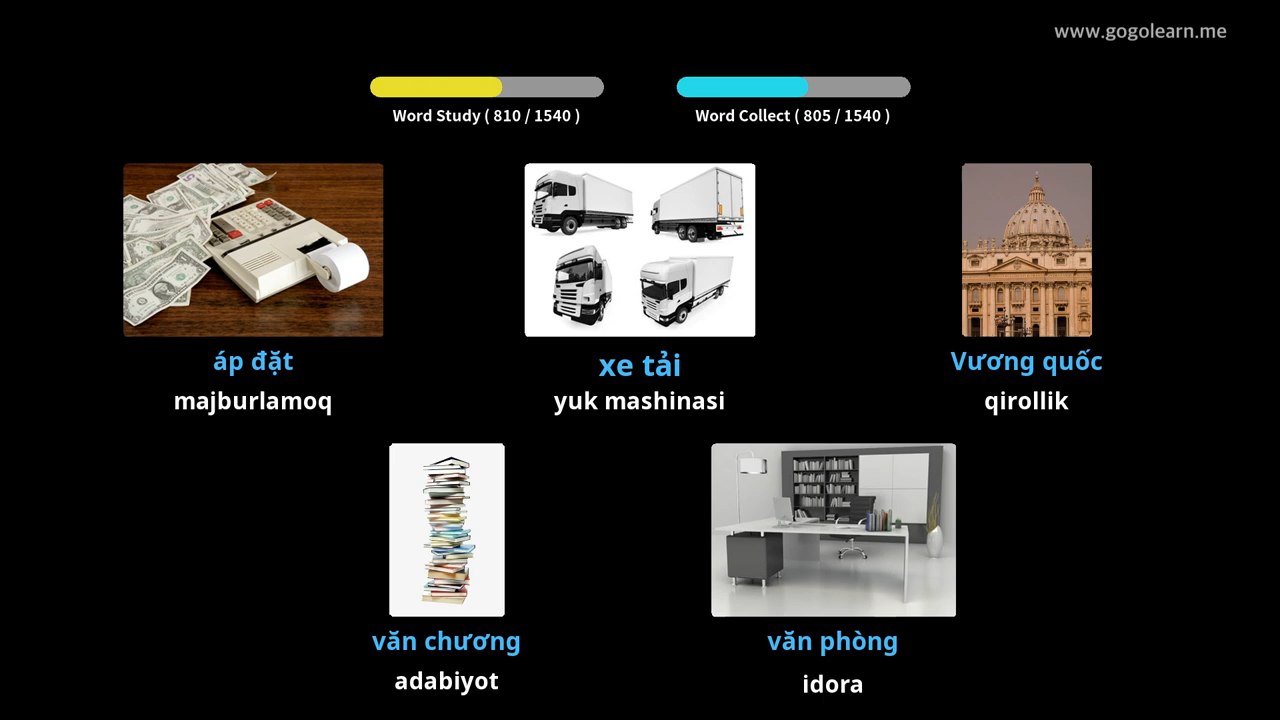 www.gogolearn.me
Word Study ( 810 / 1540 )
Word Collect ( 805 / 1540 )
áp đặt
majburlamoq
xe tải
yuk mashinasi
Vương quốc
qirollik
văn chương
adabiyot
văn phòng
idora